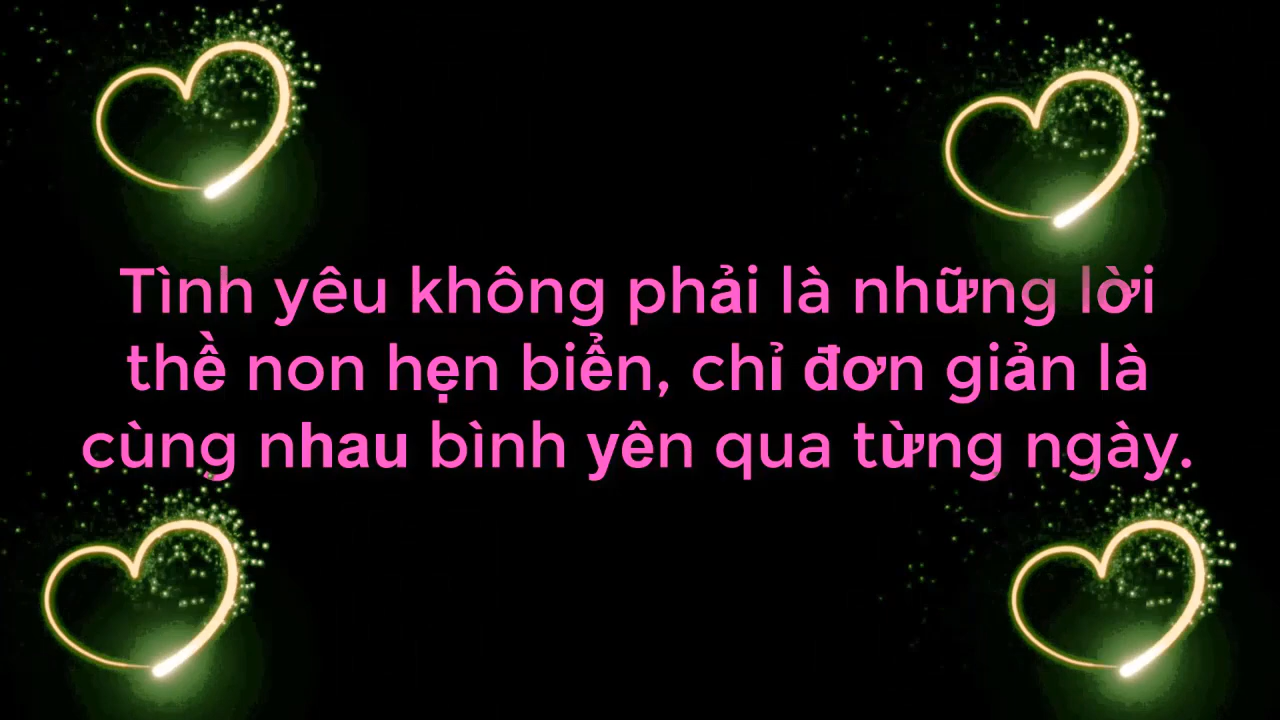 Tình yêu không phải là những lời
thề non hẹn biển, chỉ đơn giản là
cùng nhau bình yên qua từng ngày.